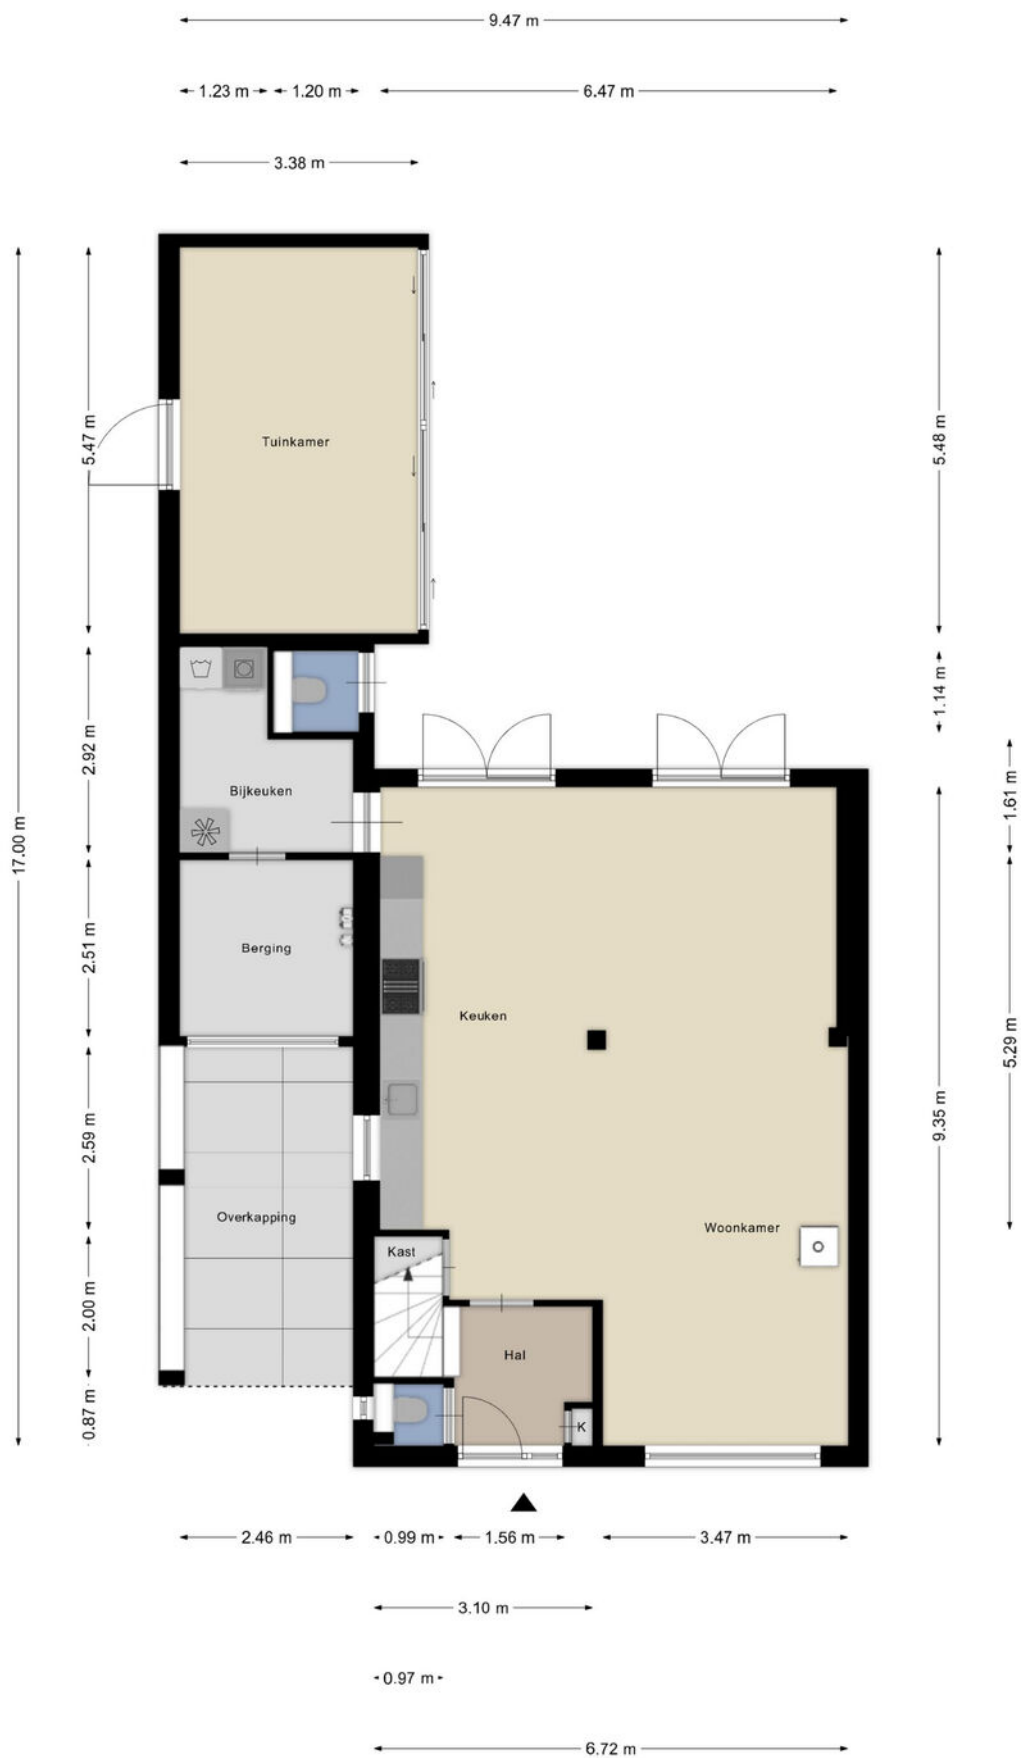 9.47 m
1.23 m
1.20 m
6.47 m
3.38 m
17.00 m
5.47 m
Tuinkamer
5.48 m
2.92 m
1.14 m
Bijkeuken
1.61 m
2.51 m
Berging
Keuken
5.29 m
9.35 m
2.59 m
Overkapping
Woonkamer
Kast
2.00 m
Hal
0.87 m
K
2.46 m
0.99 m
1.56 m
3.47 m
3.10 m
0.97 m
6.72 m